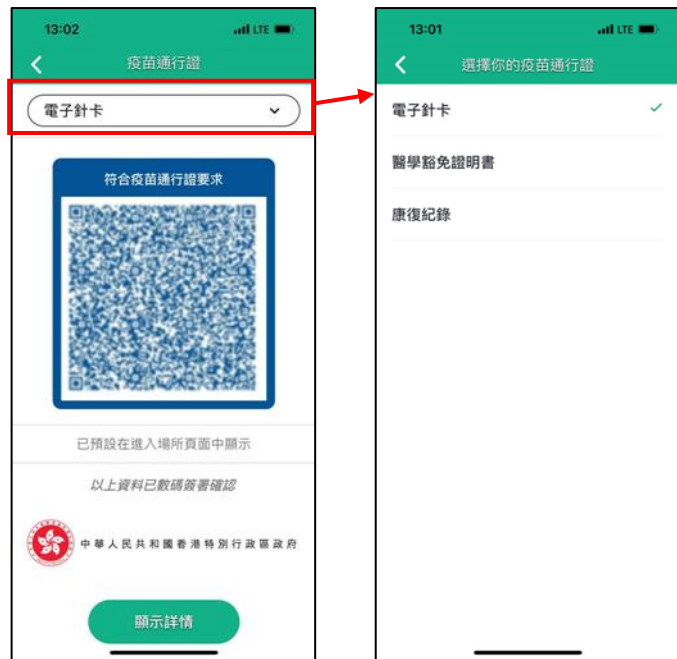 13:02
LTE
疫苗通行證
電子針卡
符合疫苗通行證要求
已預設在進入場所頁面中顯示
以上資料已數碼簽署確認
中華人民共和國香港特別行政區政府
顯示詳情
13:01
LTE
選擇你的疫苗通行證
電子針卡
醫學豁免證明書
康復紀錄